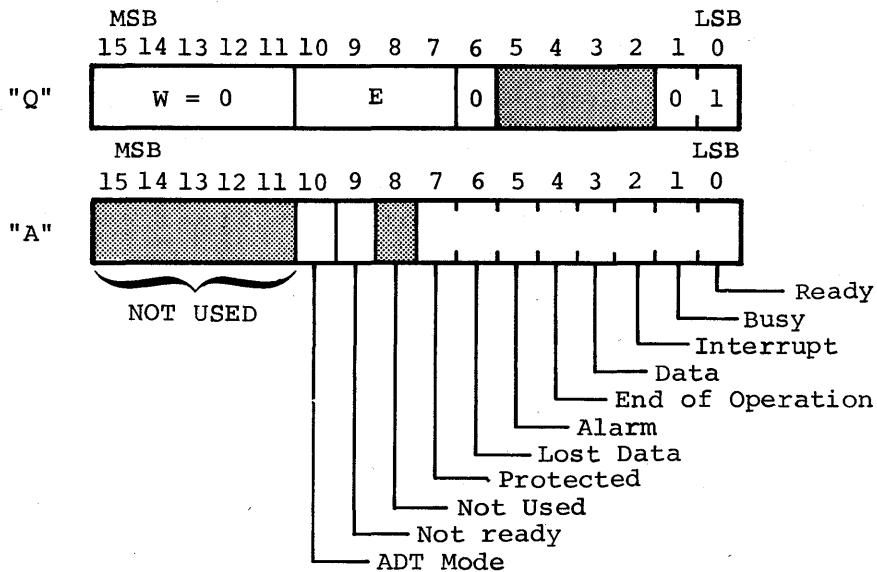 MSB LSB
15 14 13 12 11 10 9 8 7 6 5 4 3 2 1 0
"Q" W = 0 E 0 0 1
MSB LSB
15 14 13 12 11 10 9 8 7 6 5 4 3 2 1 0
"A"
NOT USED
Ready
Busy
Interrupt
Data
End of Operation
Alarm
Lost Data
Protected
Not Used
Not ready
ADT Mode